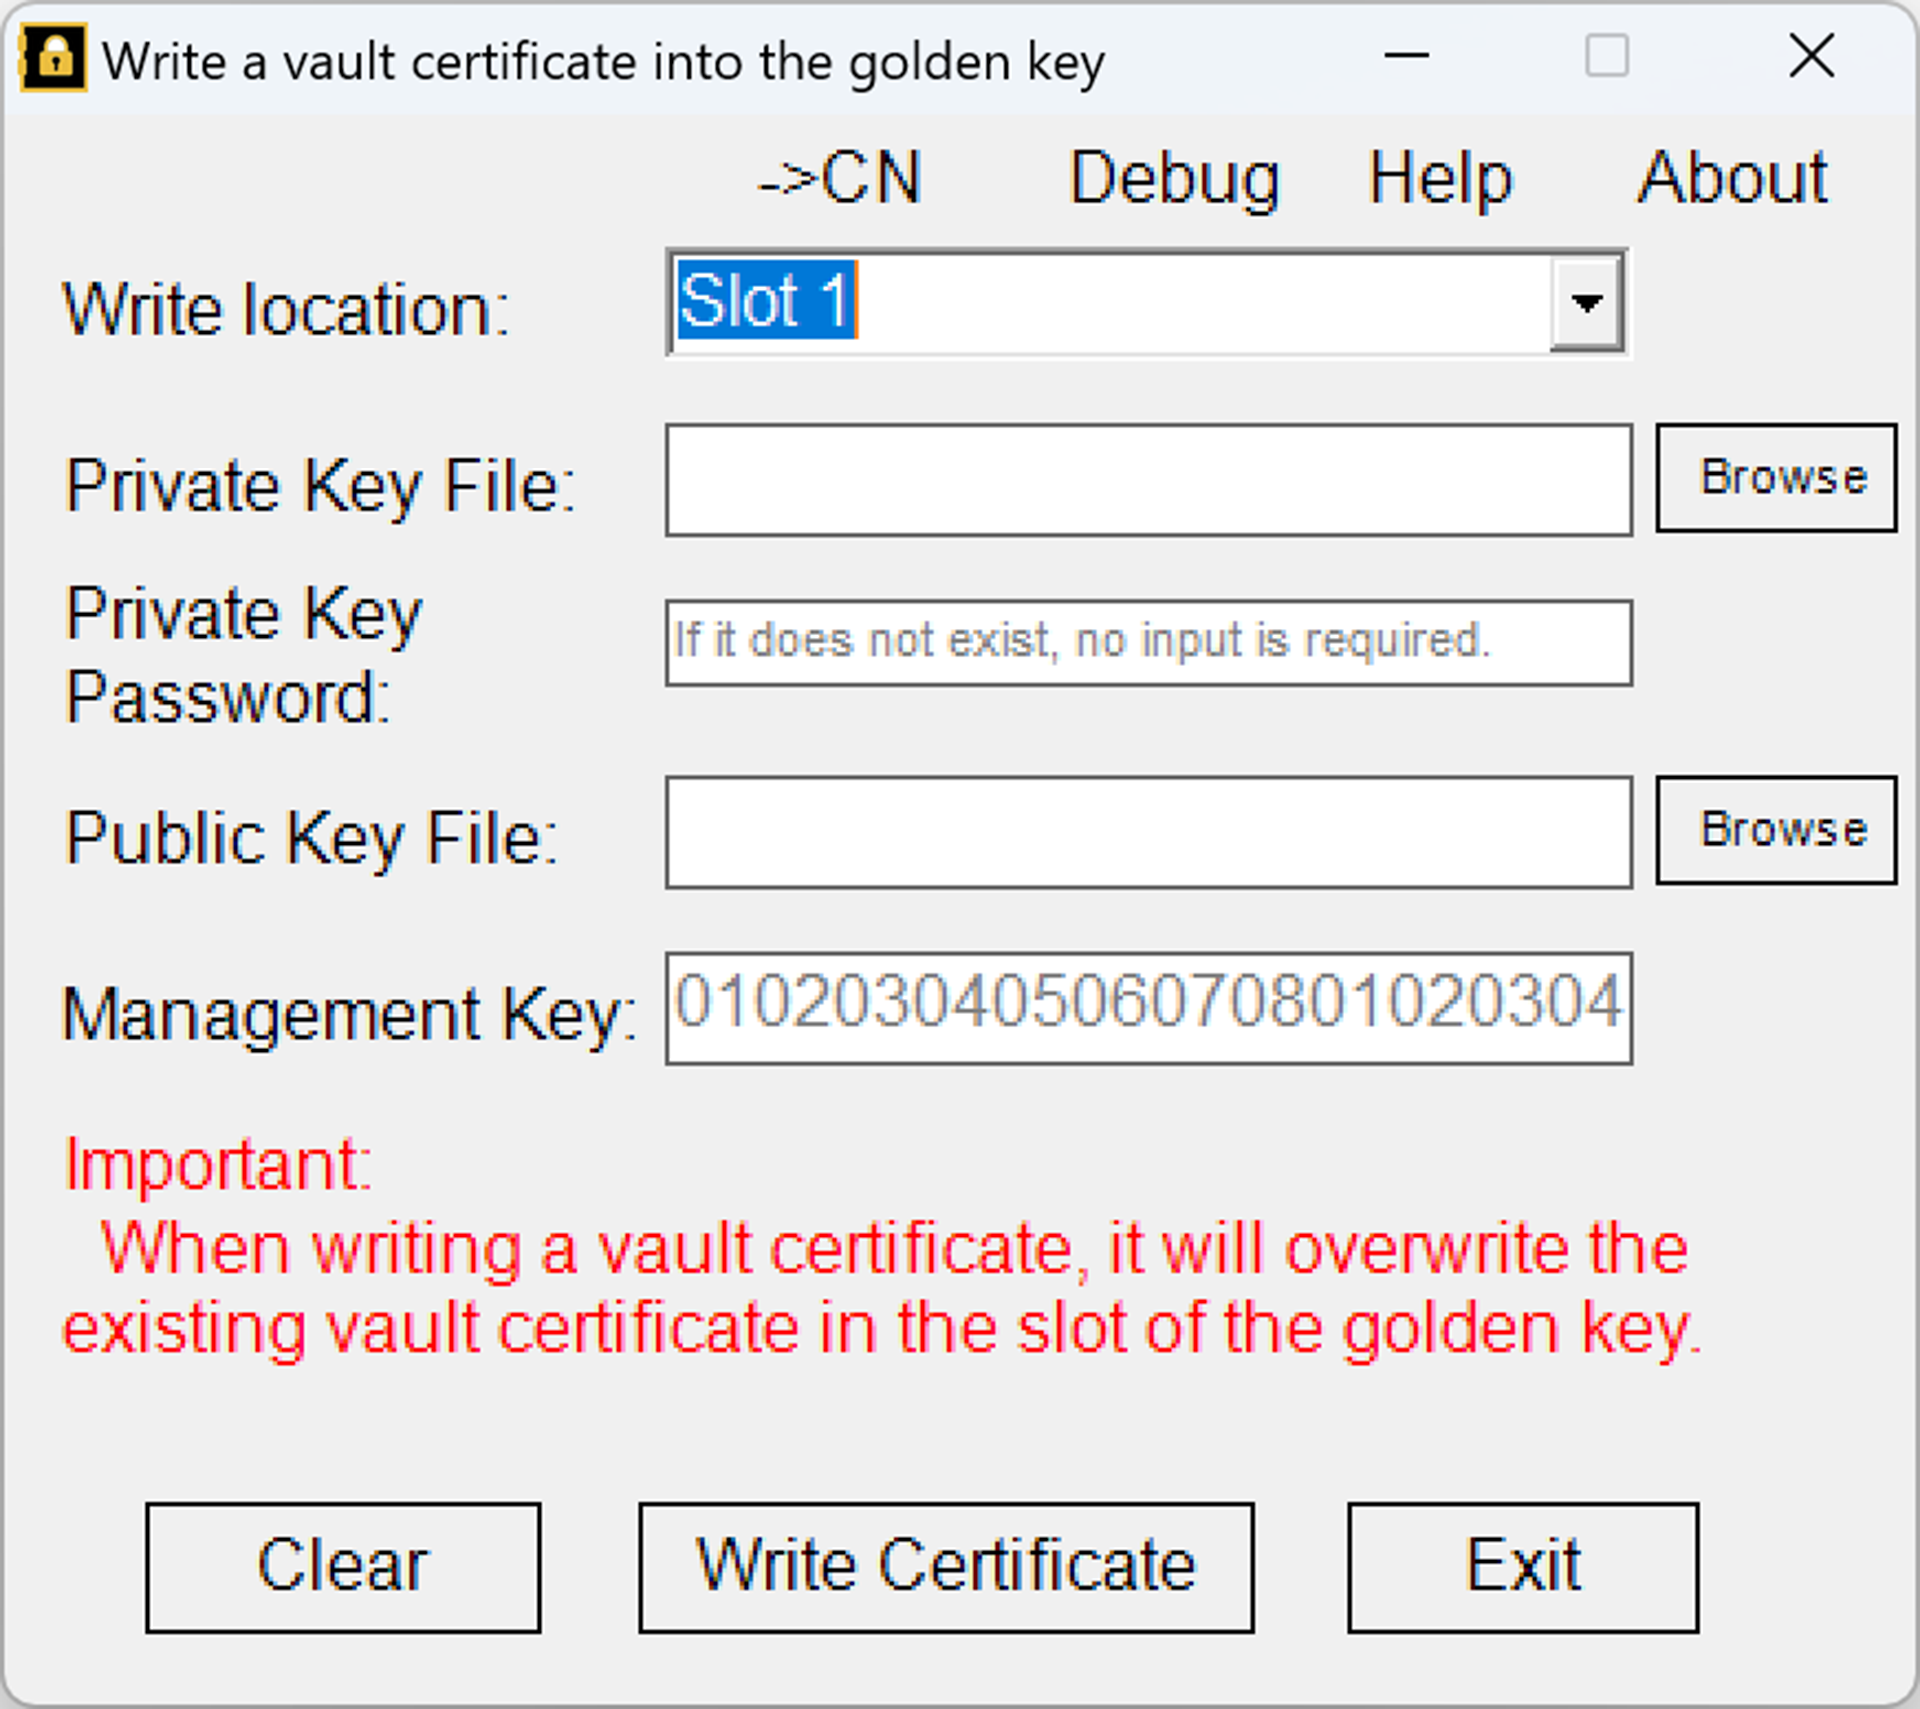 Write a vault certificate into the golden key
->CN Debug Help About
Write location: Slot 1
Private Key File: Browse
Private Key
Password:
If it does not exist, no input is required.
Public Key File: Browse
Management Key: 010203040506070801020304
Important:
When writing a vault certificate, it will overwrite the
existing vault certificate in the slot of the golden key.
Clear Write Certificate Exit